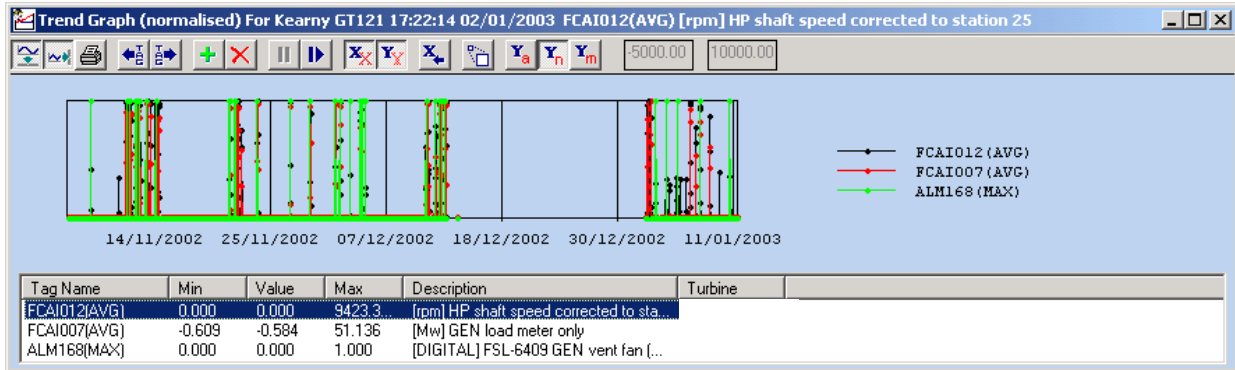 Trend Graph (normalised) For Kearny GT121 17:22:14 02/01/2003 FCAI012(AVG) [rpm] HP shaft speed corrected to station 25
X X Y Y X Ya Yn Ym -5000.00 10000.00
FCAI012(AVG)
FCAI007(AVG)
ALM168(MAX)
14/11/2002 25/11/2002 07/12/2002 18/12/2002 30/12/2002 11/01/2003
Tag Name Min Value Max Description Turbine
FCAI012(AVG) 0.000 0.000 9423.3... [rpm] HP shaft speed corrected to sta...
FCAI007(AVG) -0.609 -0.584 51.136 [Mw] GEN load meter only
ALM168(MAX) 0.000 0.000 1.000 [DIGITAL] FSL-6409 GEN vent fan (...